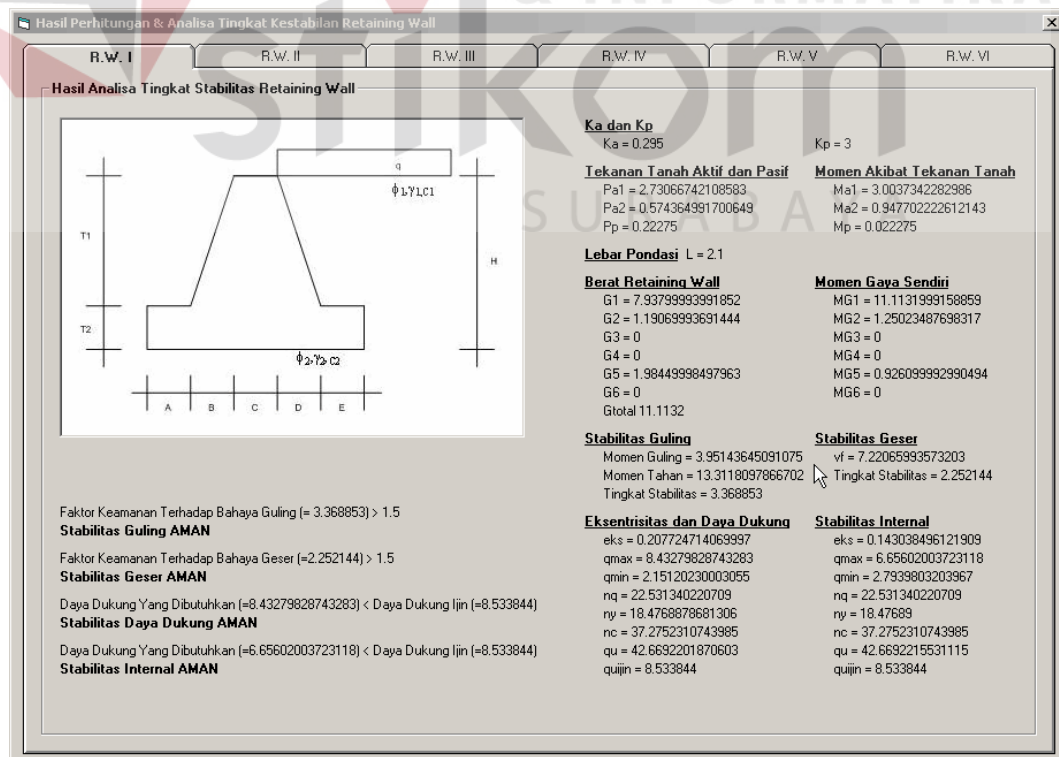 & INFORMATIKA
stikom
SURABAYA
Hasil Perhitungan & Analisa Tingkat Kestabilan Retaining Wall
R.W. I
R.W. II
R.W. III
R.W. IV
R.W. V
R.W. VI
Hasil Analisa Tingkat Stabilitas Retaining Wall
q
ϕ1,γ1,C1
T1
H
T2
ϕ2,γ2,C2
A B C D E
Faktor Keamanan Terhadap Bahaya Guling (= 3.368853) > 1.5
Stabilitas Guling AMAN
Faktor Keamanan Terhadap Bahaya Geser (=2.252144) > 1.5
Stabilitas Geser AMAN
Daya Dukung Yang Dibutuhkan (=8.43279828743283) < Daya Dukung Ijin (=8.533844)
Stabilitas Daya Dukung AMAN
Daya Dukung Yang Dibutuhkan (=6.65602003723118) < Daya Dukung Ijin (=8.533844)
Stabilitas Internal AMAN
Ka dan Kp
Ka = 0.295
Kp = 3
Tekanan Tanah Aktif dan Pasif
Pa1 = 2.73066742108583
Pa2 = 0.574364991700649
Pp = 0.22275
Momen Akibat Tekanan Tanah
Ma1 = 3.0037342282986
Ma2 = 0.947702222612143
Mp = 0.022275
Lebar Pondasi L = 2.1
Berat Retaining Wall
G1 = 7.93799993991852
G2 = 1.19069993691444
G3 = 0
G4 = 0
G5 = 1.98449998497963
G6 = 0
Gtotal 11.1132
Momen Gaya Sendiri
MG1 = 11.1131999158859
MG2 = 1.25023487698317
MG3 = 0
MG4 = 0
MG5 = 0.926099992990494
MG6 = 0
Stabilitas Guling
Momen Guling = 3.95143645091075
Momen Tahan = 13.3118097866702
Tingkat Stabilitas = 3.368853
Stabilitas Geser
vf = 7.22065993573203
Tingkat Stabilitas = 2.252144
Eksentrisitas dan Daya Dukung
eks = 0.207724714069997
qmax = 8.43279828743283
qmin = 2.15120230003055
nq = 22.531340220709
ny = 18.4768878681306
nc = 37.2752310743985
qu = 42.6692201870603
quijin = 8.533844
Stabilitas Internal
eks = 0.143038496121909
qmax = 6.65602003723118
qmin = 2.7939803203967
nq = 22.531340220709
ny = 18.47689
nc = 37.2752310743985
qu = 42.6692215531115
quijin = 8.533844